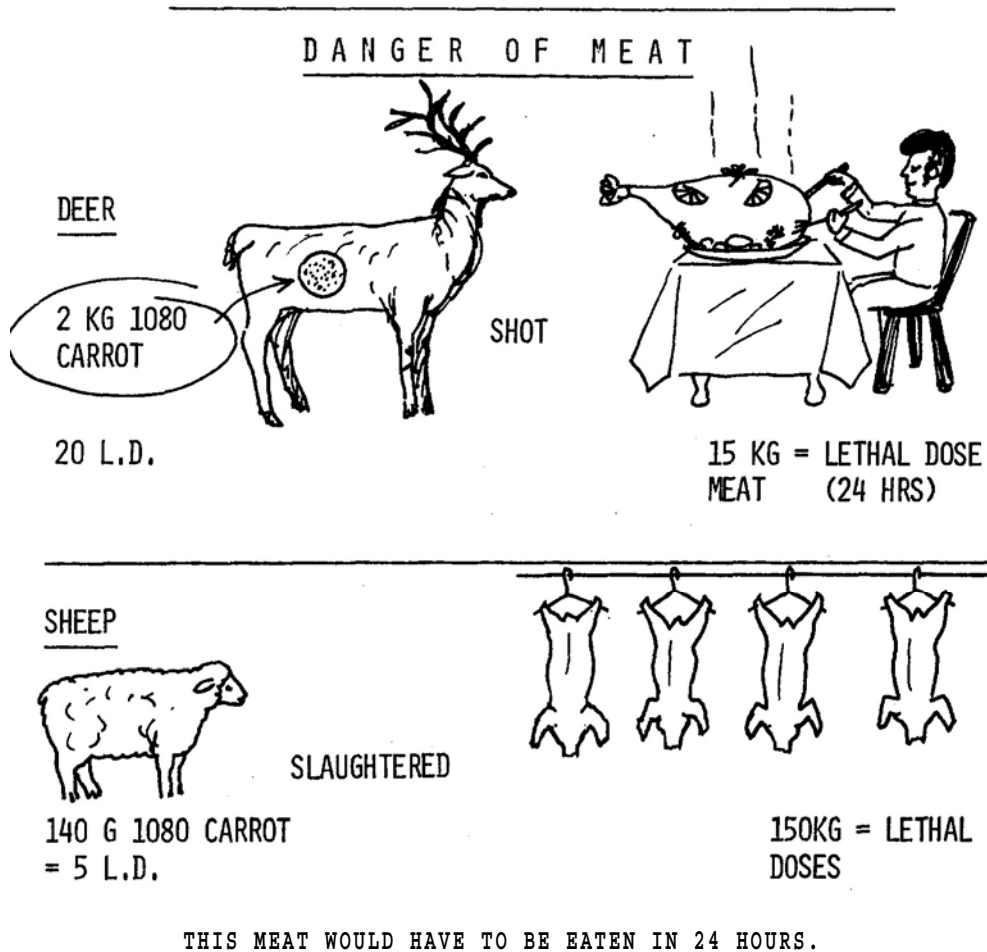 DANGER OF MEAT
DEER
2 KG 1080
CARROT
SHOT
20 L.D.
15 KG = LETHAL DOSE
MEAT (24 HRS)
SHEEP
SLAUGHTERED
140 G 1080 CARROT
= 5 L.D.
150KG = LETHAL
DOSES
THIS MEAT WOULD HAVE TO BE EATEN IN 24 HOURS.